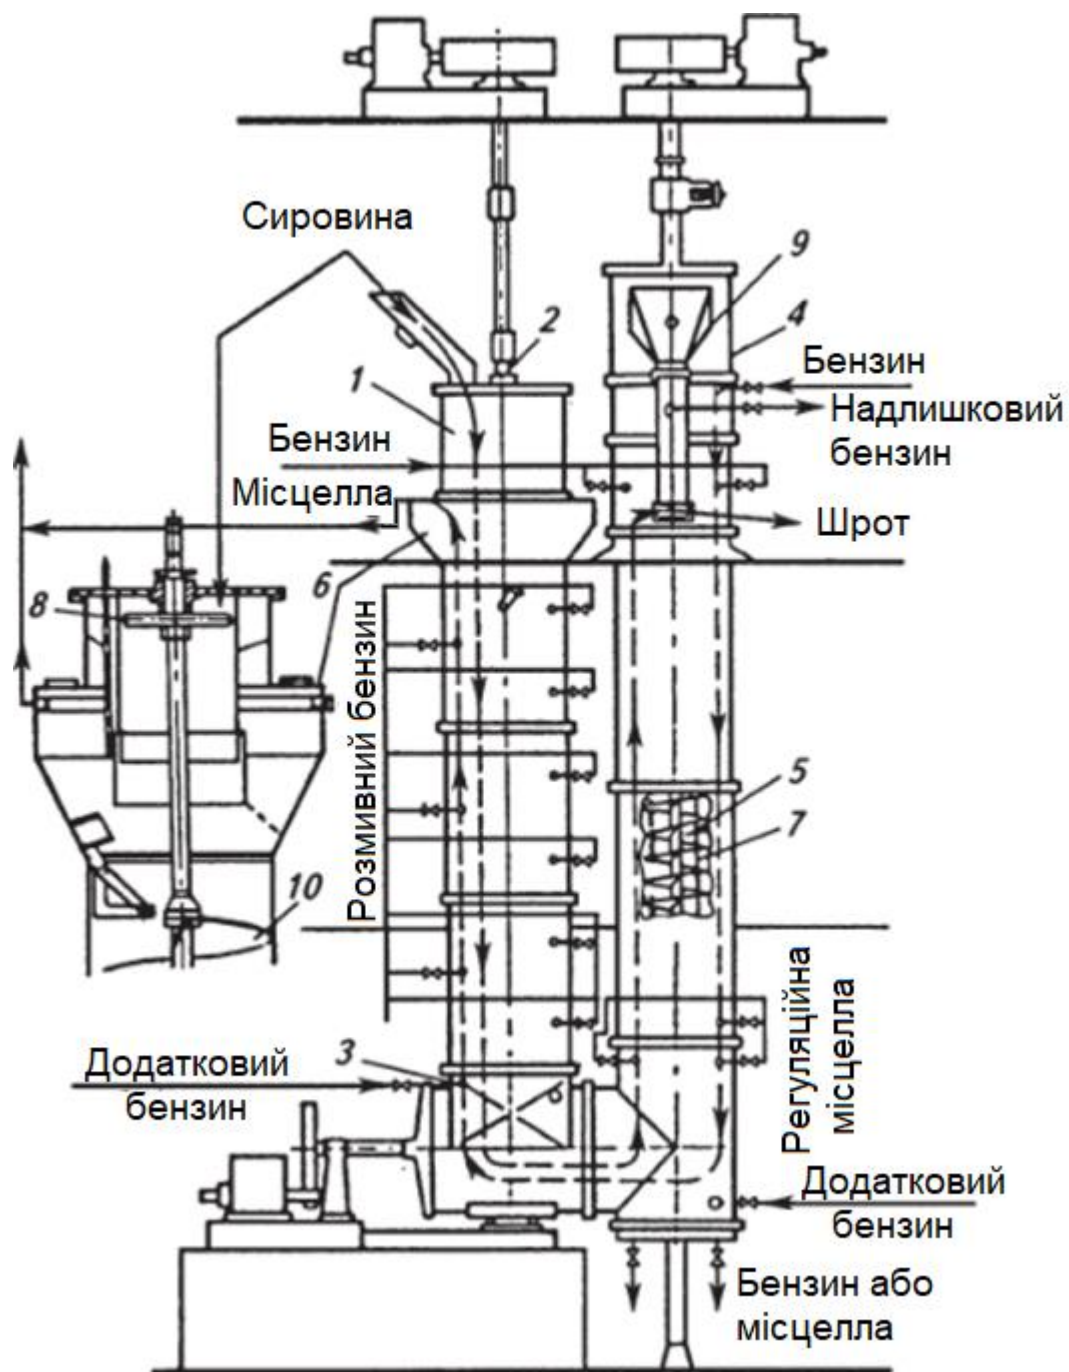 Сировина
9
4
2
Бензин
1
Надлишковий
бензин
Бензин
Місцелла
Шрот
6
8
Розмивний бензин
5
7
10
Регуляційна
місцелла
3
Додатковий
бензин
Додатковий
бензин
Бензин або
місцелла